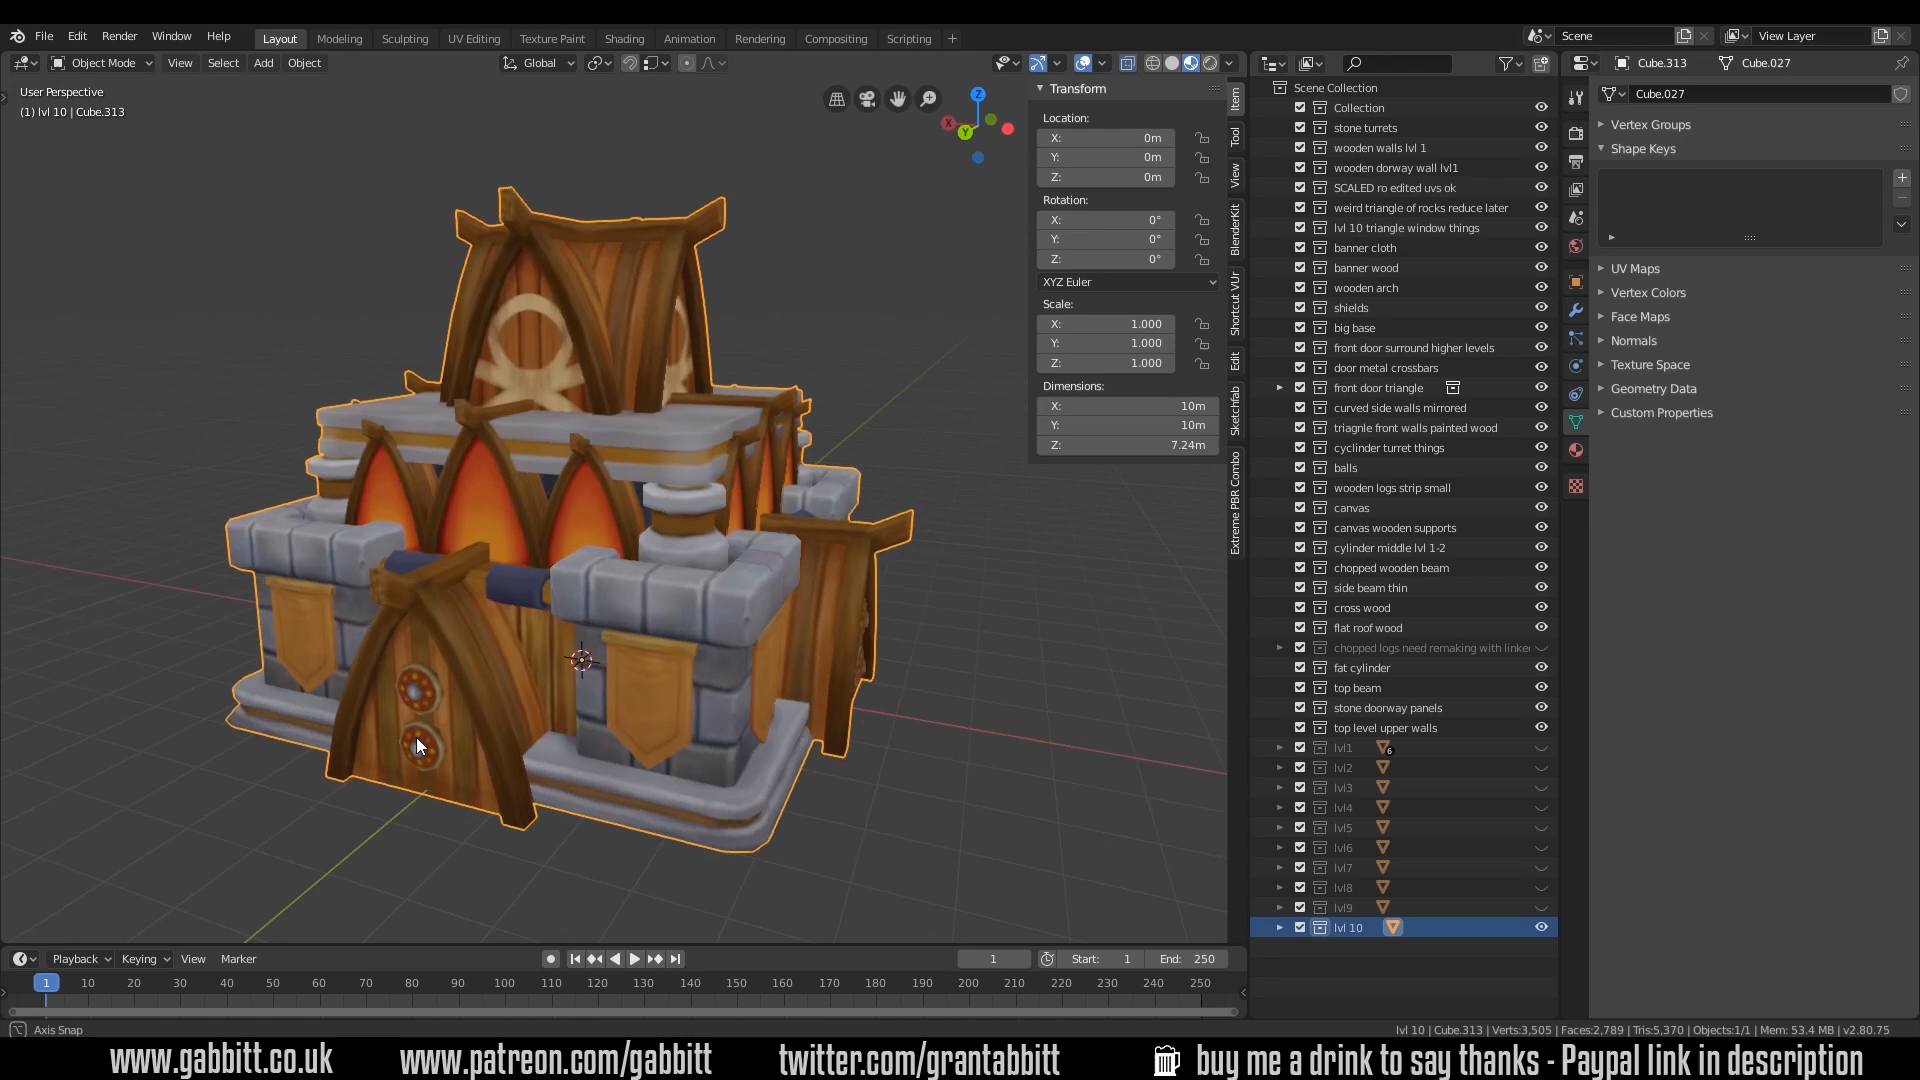 File Edit Render Window Help
Layout Modeling Sculpting UV Editing Texture Paint Shading Animation Rendering Compositing Scripting +
Scene
View Layer
Object Mode View Select Add Object
Global
Cube.313 Cube.027
User Perspective
(1) lvl 10 | Cube.313
Z
X
Y
Transform
Location:
X: 0m
Y: 0m
Z: 0m
Rotation:
X: 0°
Y: 0°
Z: 0°
XYZ Euler
Scale:
X: 1.000
Y: 1.000
Z: 1.000
Dimensions:
X: 10m
Y: 10m
Z: 7.24m
Item
Tool
View
BlenderKit
Shortcut VUr
Edit
Sketchfab
Extreme PBR Combo
Scene Collection
Collection
stone turrets
wooden walls lvl 1
wooden dorway wall lvl1
SCALED ro edited uvs ok
weird triangle of rocks reduce later
lvl 10 triangle window things
banner cloth
banner wood
wooden arch
shields
big base
front door surround higher levels
door metal crossbars
front door triangle
curved side walls mirrored
triagnle front walls painted wood
cyclinder turret things
balls
wooden logs strip small
canvas
canvas wooden supports
cylinder middle lvl 1-2
chopped wooden beam
side beam thin
cross wood
flat roof wood
chopped logs need remaking with linke
fat cylinder
top beam
stone doorway panels
top level upper walls
lvl1 6
lvl2
lvl3
lvl4
lvl5
lvl6
lvl7
lvl8
lvl9
lvl 10
Cube.027
Vertex Groups
Shape Keys
UV Maps
Vertex Colors
Face Maps
Normals
Texture Space
Geometry Data
Custom Properties
Playback Keying View Marker
1
Start: 1
End: 250
1 10 20 30 40 50 60 70 80 90 100 110 120 130 140 150 160 170 180 190 200 210 220 230 240 250
Axis Snap
lvl 10 | Cube.313 | Verts:3,505 | Faces:2,789 | Tris:5,370 | Objects:1/1 | Mem: 53.4 MB | v2.80.75
www.gabbitt.co.uk www.patreon.com/gabbitt twitter.com/grantabbitt buy me a drink to say thanks - Paypal link in description